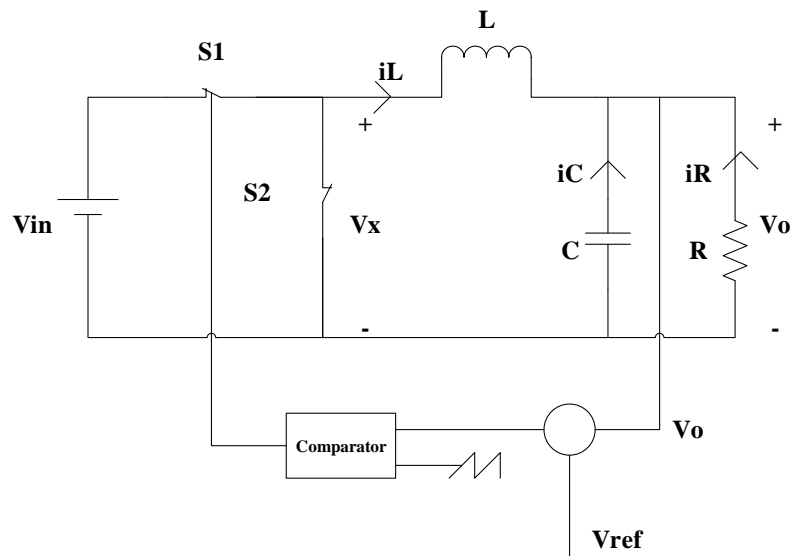 L
S1
iL
+
+
iC
iR
S2
Vin
Vx
Vo
C
R
-
-
Comparator
Vo
Vref